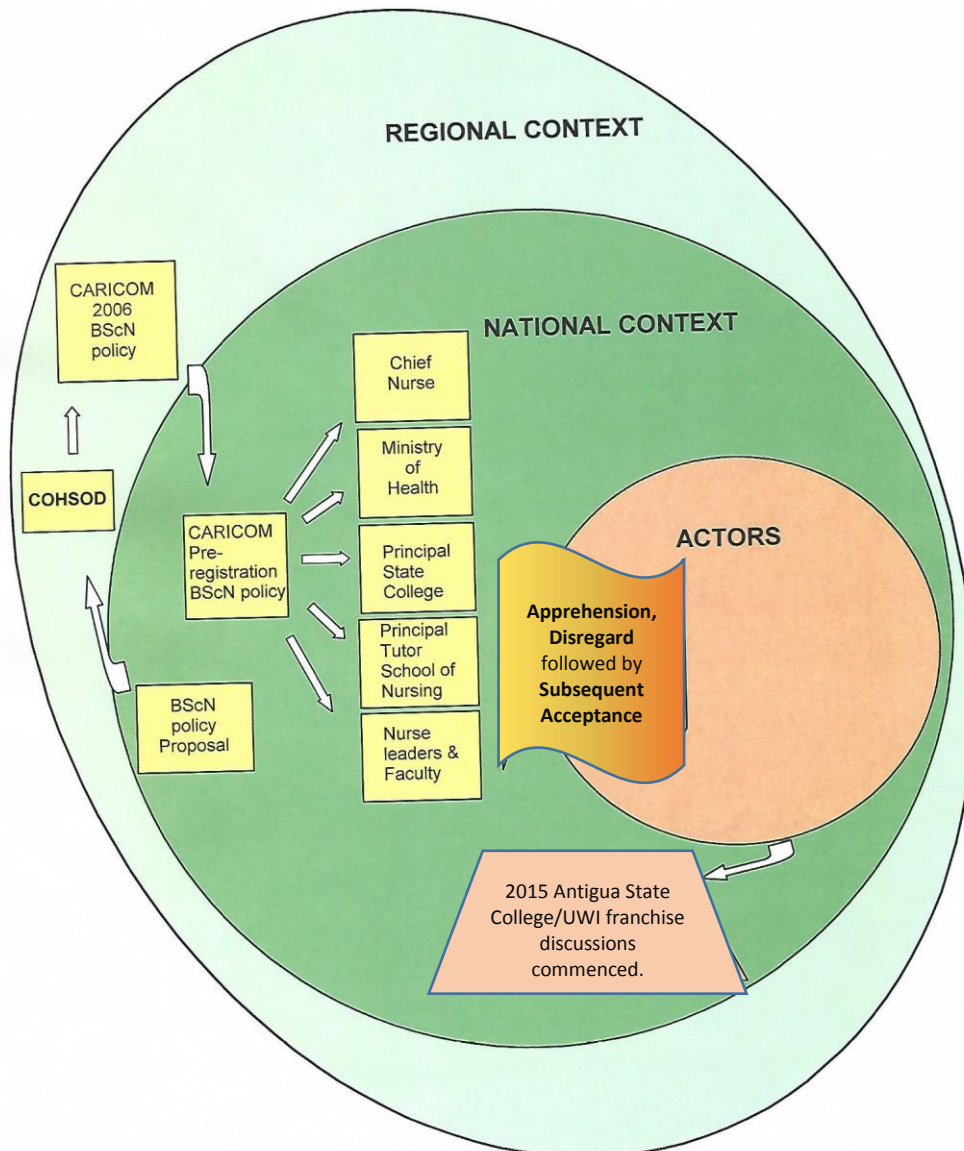 REGIONAL CONTEXT
CARICOM
2006
BScN
policy
NATIONAL CONTEXT
Chief
Nurse
Ministry
of
Health
COHSOD
CARICOM
Pre-
registration
BScN policy
Principal
State
College
ACTORS
Principal
Tutor
School of
Nursing
Apprehension,
Disregard
followed by
Subsequent
Acceptance
BScN
policy
Proposal
Nurse
leaders &
Faculty
2015 Antigua State
College/UWI franchise
discussions
commenced.